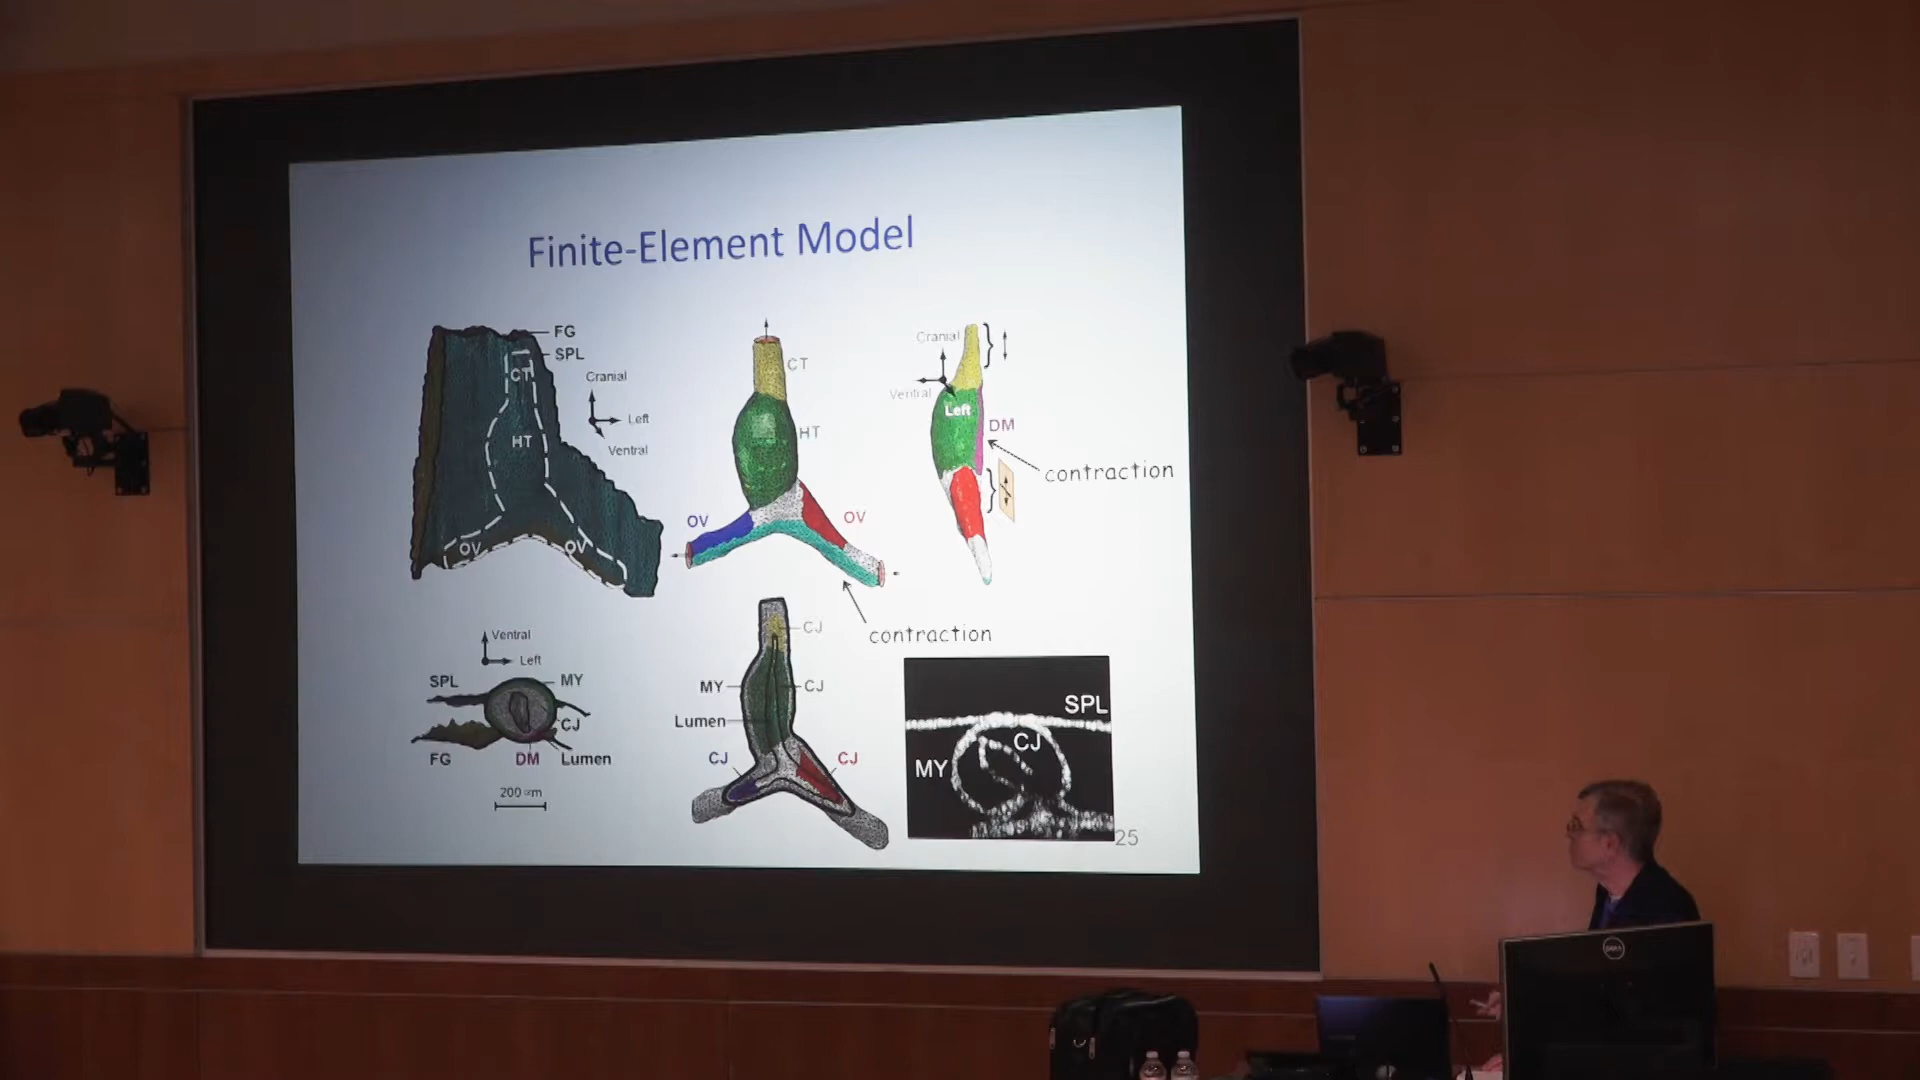 Finite-Element Model
FG
SPL
CT
Cranial
Left
Ventral
HT
OV
OV
CT
HT
OV
OV
contraction
Cranial
Ventral
Left
DM
contraction
Ventral
Left
SPL
MY
CJ
FG
DM
Lumen
200
CJ
MY
CJ
Lumen
CJ
CJ
SPL
CJ
MY
25
DELL